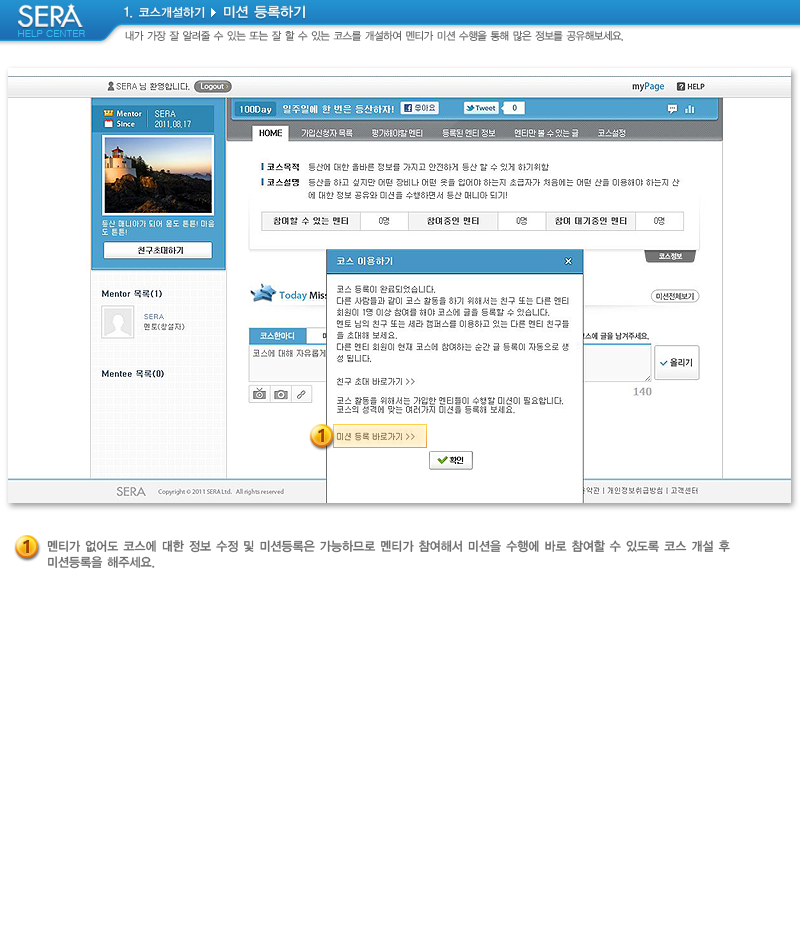 SERA
HELP CENTER
1. 코스개설하기 ▶ 미션 등록하기
내가 가장 잘 알려줄 수 있는 또는 잘 할 수 있는 코스를 개설하여 멘티가 미션 수행을 통해 많은 정보를 공유해보세요.
SERA 님 환영합니다. Logout
myPage ? HELP
Mentor SERA
Since 2011.08.17
100Day 일주일에 한 번은 등산하자! 좋아요 Tweet 0
HOME 가입신청자 목록 평가해야할 멘티 등록된 멘티 정보 멘티만 볼 수 있는 글 코스설정
코스목적 등산에 대한 올바른 정보를 가지고 안전하게 등산 할 수 있게 하기위함
코스설명 등산을 하고 싶지만 어떤 장비나 어떤 옷을 입어야 하는지 초급자가 처음에는 어떤 산을 이용해야 하는지 산
에 대한 정보 공유와 미션을 수행하면서 등산 매니아 되기!
참여할 수 있는 멘티 0명 참여중인 멘티 0명 참여 대기중인 멘티 0명
코스정보
등산 매니아가 되어 몸도 튼튼! 마음
도 튼튼!
친구초대하기
Mentor 목록(1)
SERA
멘토(창설자)
Mentee 목록(0)
Today Miss
미션전체보기
코스한마디
코스에 글을 남겨주세요.
코스에 대해 자유롭게
올리기
140
코스 이용하기 ×
코스 등록이 완료되었습니다.
다른 사람들과 같이 코스 활동을 하기 위해서는 친구 또는 다른 멘티
회원이 1명 이상 참여를 해야 코스에 글을 등록할 수 있습니다.
멘토 님의 친구 또는 세라 캠퍼스를 이용하고 있는 다른 멘티 친구들
을 초대해 보세요.
다른 멘티 회원이 현재 코스에 참여하는 순간 글 등록이 자동으로 생
성 됩니다.
친구 초대 바로가기 >>
코스 활동을 위해서는 가입한 멘티들이 수행할 미션이 필요합니다.
코스의 성격에 맞는 여러가지 미션을 등록해 보세요.
1 미션 등록 바로가기 >>
확인
SERA Copyright © 2011 SERA Ltd. All rights reserved
약관 | 개인정보취급방침 | 고객센터
1 멘티가 없어도 코스에 대한 정보 수정 및 미션등록은 가능하므로 멘티가 참여해서 미션을 수행에 바로 참여할 수 있도록 코스 개설 후
미션등록을 해주세요.